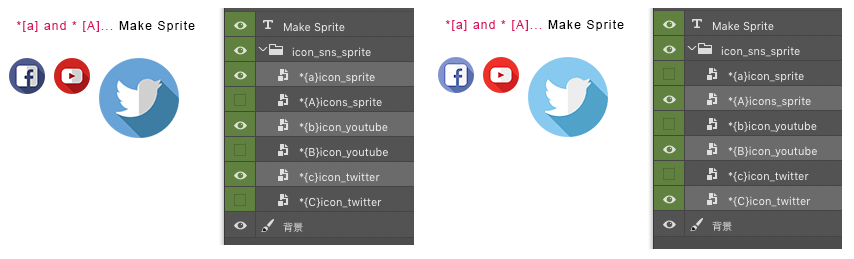 *[a] and * [A]... Make Sprite
Make Sprite
icon_sns_sprite
*{a}icon_sprite
*{A}icons_sprite
*{b}icon_youtube
*{B}icon_youtube
*{c}icon_twitter
*{C}icon_twitter
背景
*[a] and * [A]... Make Sprite
Make Sprite
icon_sns_sprite
*{a}icon_sprite
*{A}icons_sprite
*{b}icon_youtube
*{B}icon_youtube
*{c}icon_twitter
*{C}icon_twitter
背景